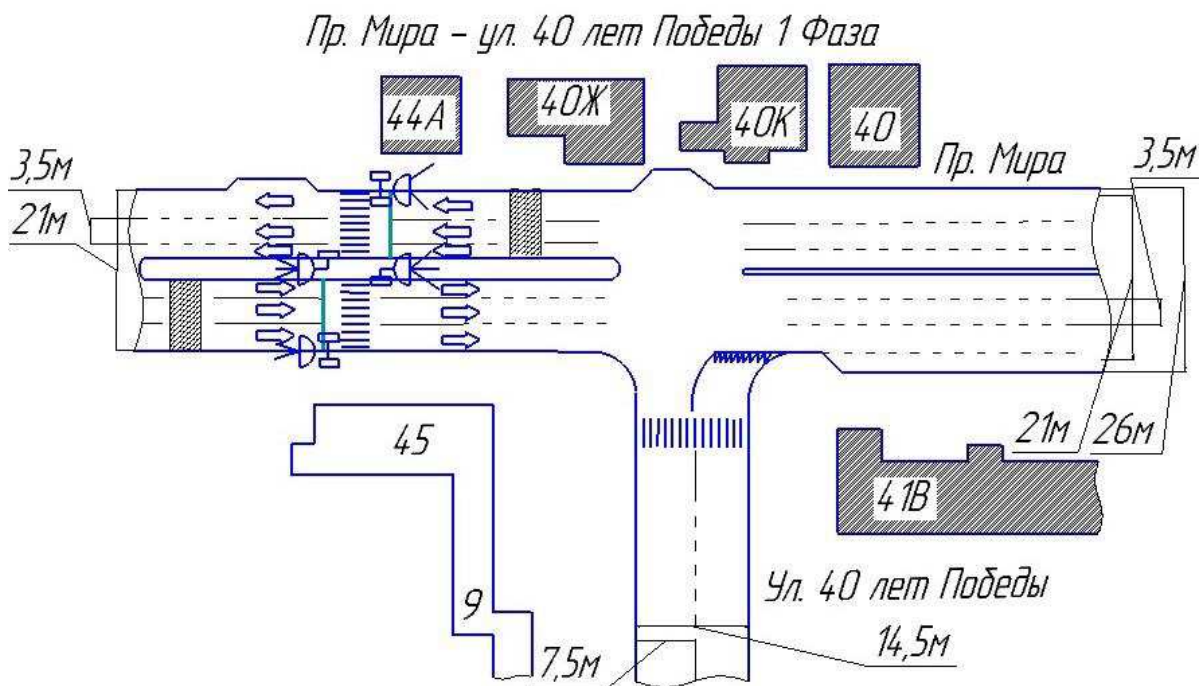 Пр. Мира - ул. 40 лет Победы 1 Фаза
44А
40Ж
40К
40
3,5м
21м
Пр. Мира
3,5м
45
21м
26м
41В
9
Ул. 40 лет Победы
7,5м
14,5м